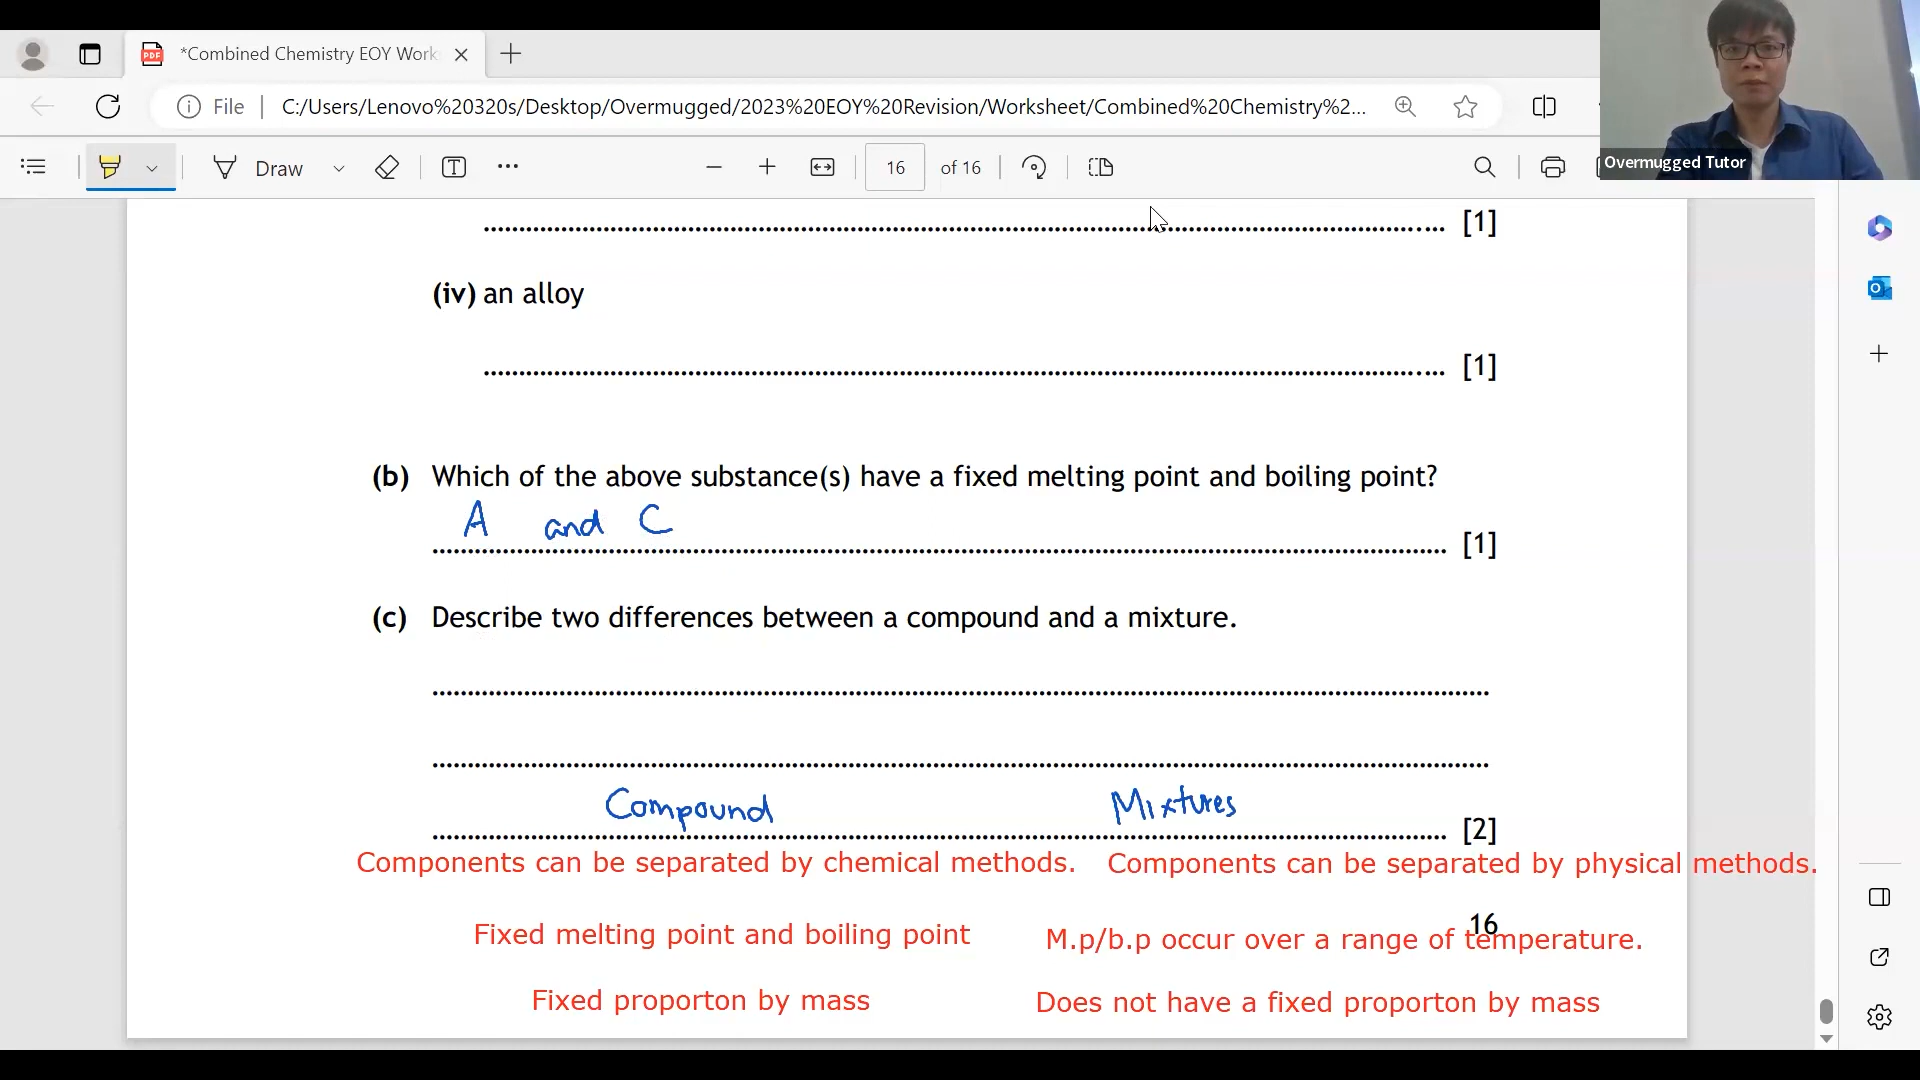 *Combined Chemistry EOY Work
File
C:/Users/Lenovo%20320s/Desktop/Overmugged/2023%20EOY%20Revision/Worksheet/Combined%20Chemistry%2...
Draw
16 of 16
Overmugged Tutor
[1]
(iv) an alloy
[1]
(b) Which of the above substance(s) have a fixed melting point and boiling point?
A and C
[1]
(c) Describe two differences between a compound and a mixture.
Compound Mixtures
[2]
Components can be separated by chemical methods. Components can be separated by physical methods.
16
Fixed melting point and boiling point M.p/b.p occur over a range of temperature.
Fixed proporton by mass Does not have a fixed proporton by mass